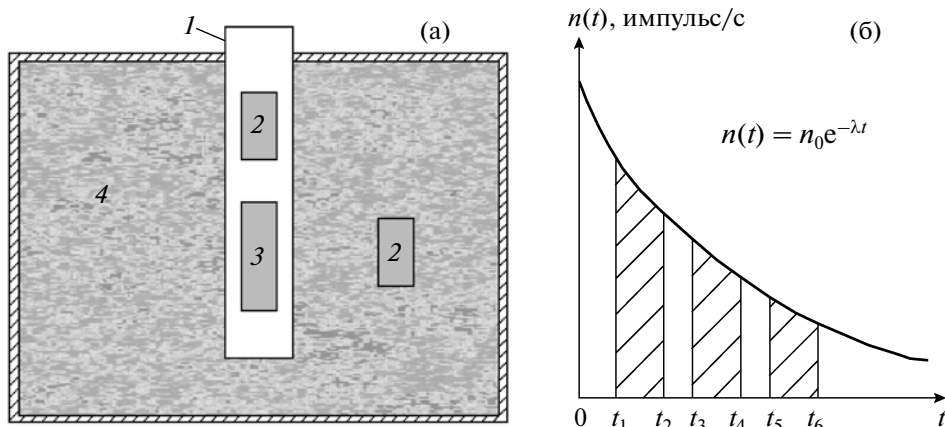 1
(а)
2
4
3
2
n(t), импульс/с
(б)
n(t) = n₀e⁻λt
0 t₁ t₂ t₃ t₄ t₅ t₆ t